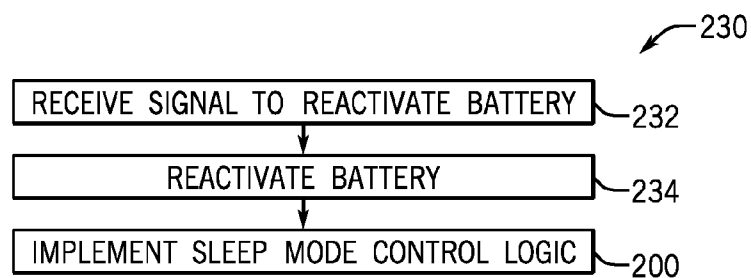 230
RECEIVE SIGNAL TO REACTIVATE BATTERY 232
REACTIVATE BATTERY 234
IMPLEMENT SLEEP MODE CONTROL LOGIC 200